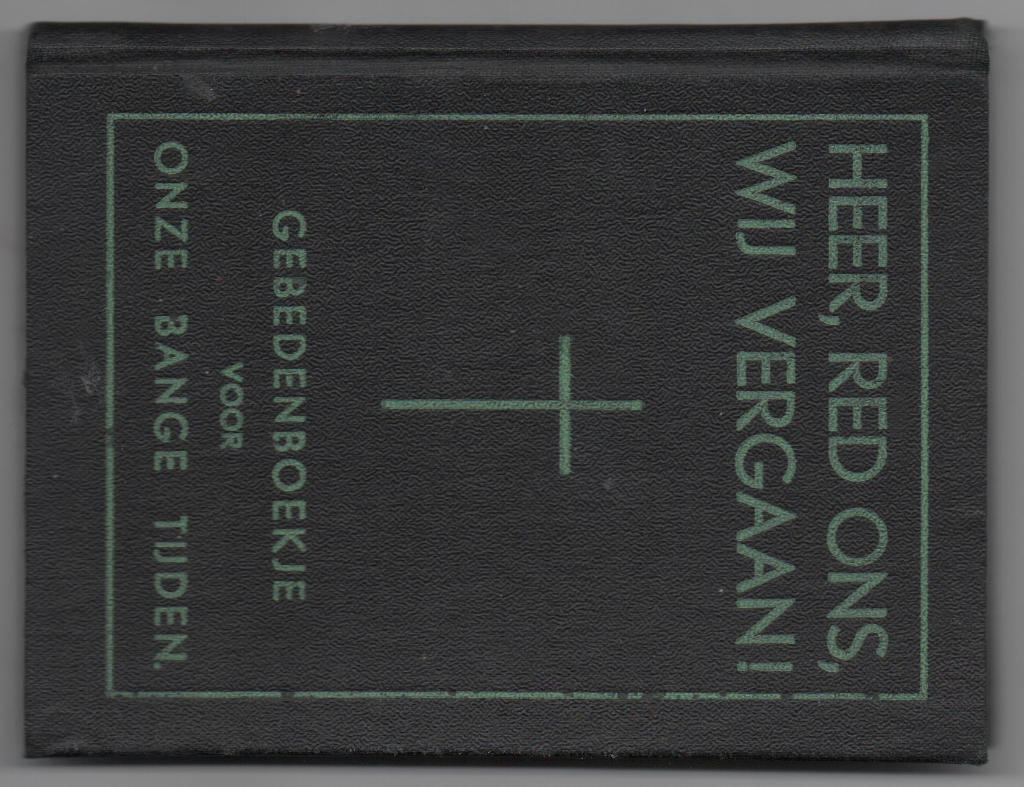 HEER, RED ONS,
WIJ VERGAAN!
GEBEDENBOEKJE
VOOR
ONZE BANGE TIJDEN.